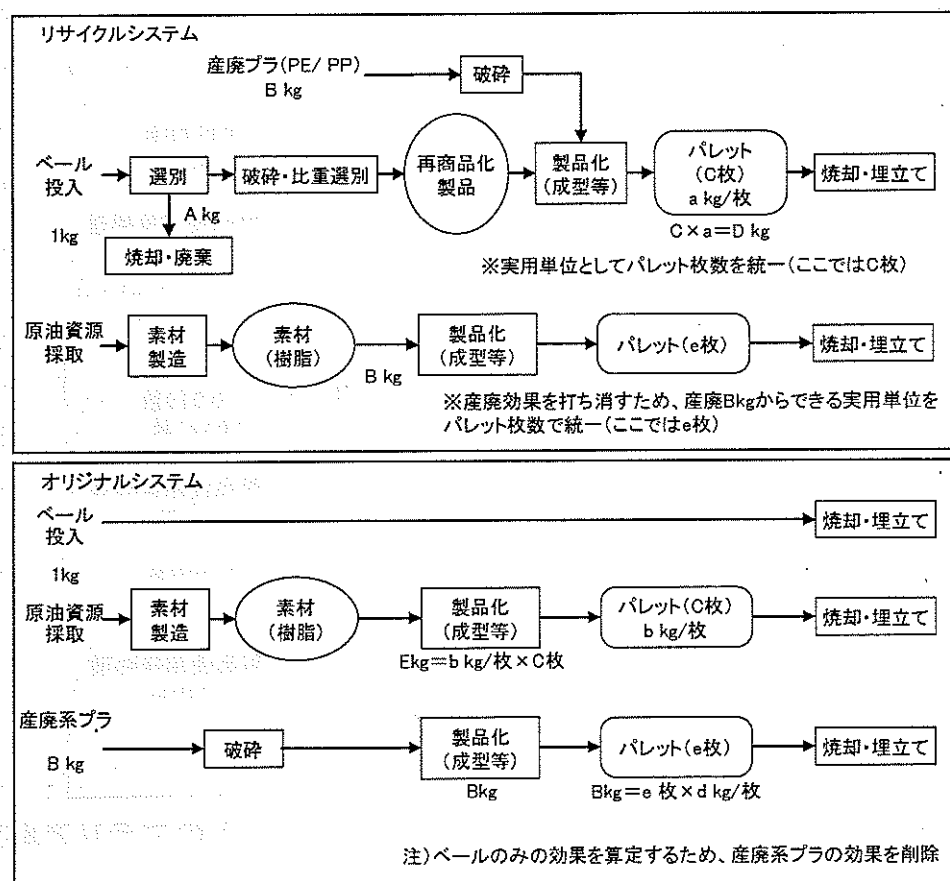 リサイクルシステム
産廃プラ(PE/ PP)
B kg
破砕
ベール
投入
1kg
選別
A kg
焼却・廃棄
破砕・比重選別
再商品化
製品
製品化
(成型等)
パレット
(C枚)
a kg/枚
C×a=D kg
焼却・埋立て
※実用単位としてパレット枚数を統一(ここではC枚)
原油資源
採取
素材
製造
素材
(樹脂)
B kg
製品化
(成型等)
パレット(e枚)
焼却・埋立て
※産廃効果を打ち消すため、産廃Bkgからできる実用単位を
パレット枚数で統一(ここではe枚)
オリジナルシステム
ベール
投入
1kg
焼却・埋立て
原油資源
採取
素材
製造
素材
(樹脂)
製品化
(成型等)
Ekg=b kg/枚×C枚
パレット(C枚)
b kg/枚
焼却・埋立て
産廃系プラ
B kg
破砕
製品化
(成型等)
Bkg
パレット(e枚)
Bkg=e 枚×d kg/枚
焼却・埋立て
注)ベールのみの効果を算定するため、産廃系プラの効果を削除